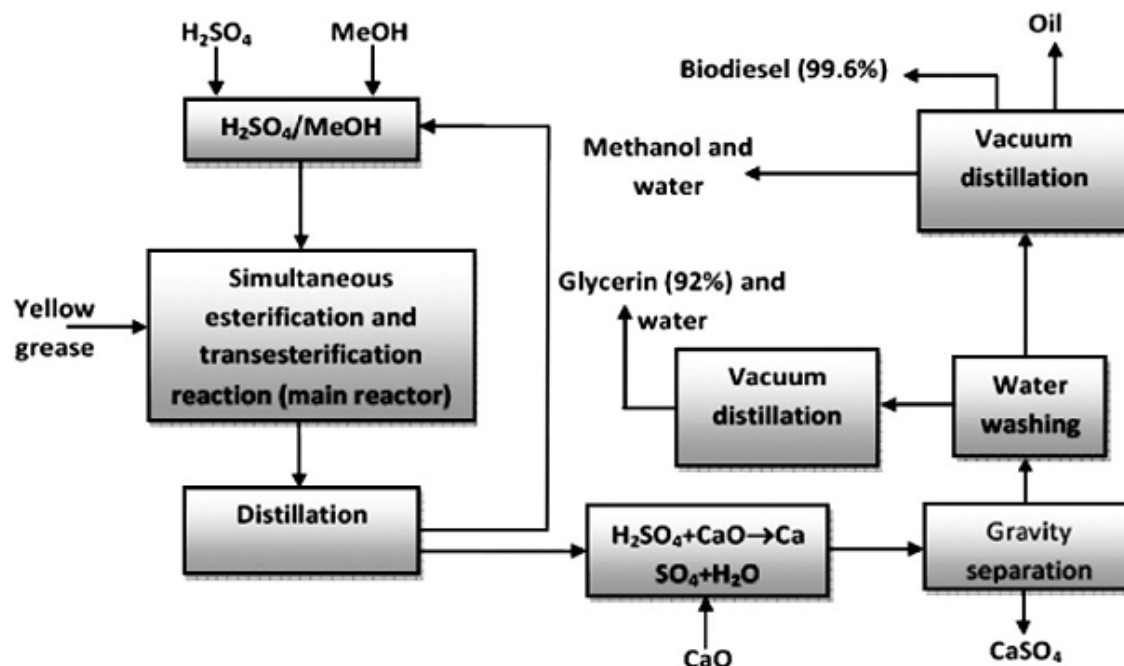 H₂SO₄
MeOH
H₂SO₄/MeOH
Yellow
grease
Simultaneous
esterification and
transesterification
reaction (main reactor)
Distillation
H₂SO₄+CaO→Ca
SO₄+H₂O
CaO
Gravity
separation
CaSO₄
Water
washing
Vacuum
distillation
Glycerin (92%) and
water
Vacuum
distillation
Methanol and
water
Biodiesel (99.6%)
Oil